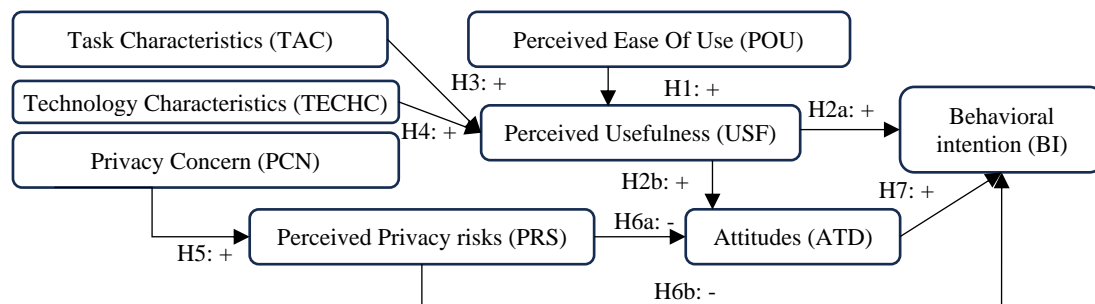 Task Characteristics (TAC)
Perceived Ease Of Use (POU)
H3: +
H1: +
Technology Characteristics (TECHC)
H4: +
Perceived Usefulness (USF)
H2a: +
Behavioral
intention (BI)
Privacy Concern (PCN)
H2b: +
H7: +
H5: +
Perceived Privacy risks (PRS)
H6a: -
Attitudes (ATD)
H6b: -